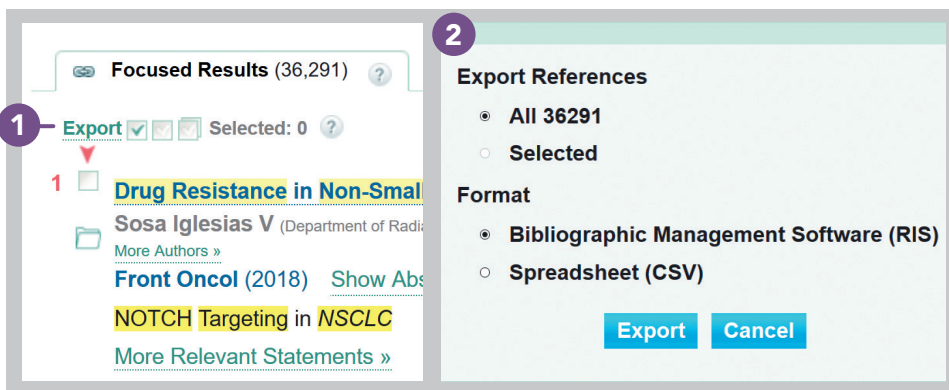 Focused Results (36,291) ?
1
Export Selected: 0 ?
1
Drug Resistance in Non-Small
Sosa Iglesias V (Department of Radi
More Authors »
Front Oncol (2018) Show Abs
NOTCH Targeting in NSCLC
More Relevant Statements »
2
Export References
All 36291
Selected
Format
Bibliographic Management Software (RIS)
Spreadsheet (CSV)
Export Cancel